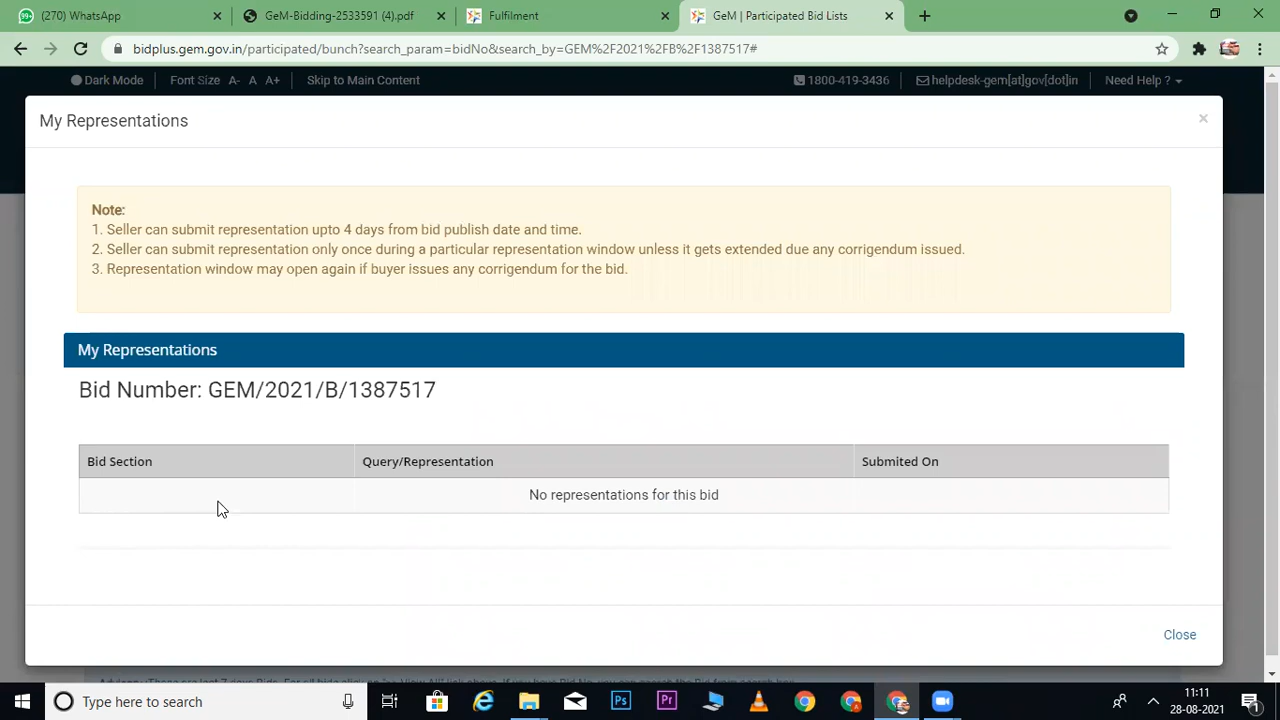 (270) WhatsApp
GeM-Bidding-2533591 (4).pdf
Fulfilment
GeM | Participated Bid Lists
bidplus.gem.gov.in/participated/bunch?search_param=bidNo&search_by=GEM%2F2021%2FB%2F1387517#
Dark Mode Font Size A- A A+ Skip to Main Content 1800-419-3436 helpdesk-gem[at]gov[dot]in Need Help ?
My Representations
Note:
1. Seller can submit representation upto 4 days from bid publish date and time.
2. Seller can submit representation only once during a particular representation window unless it gets extended due any corrigendum issued.
3. Representation window may open again if buyer issues any corrigendum for the bid.
My Representations
Bid Number: GEM/2021/B/1387517
Bid Section Query/Representation Submited On
No representations for this bid
Close
Type here to search
11:11
28-08-2021